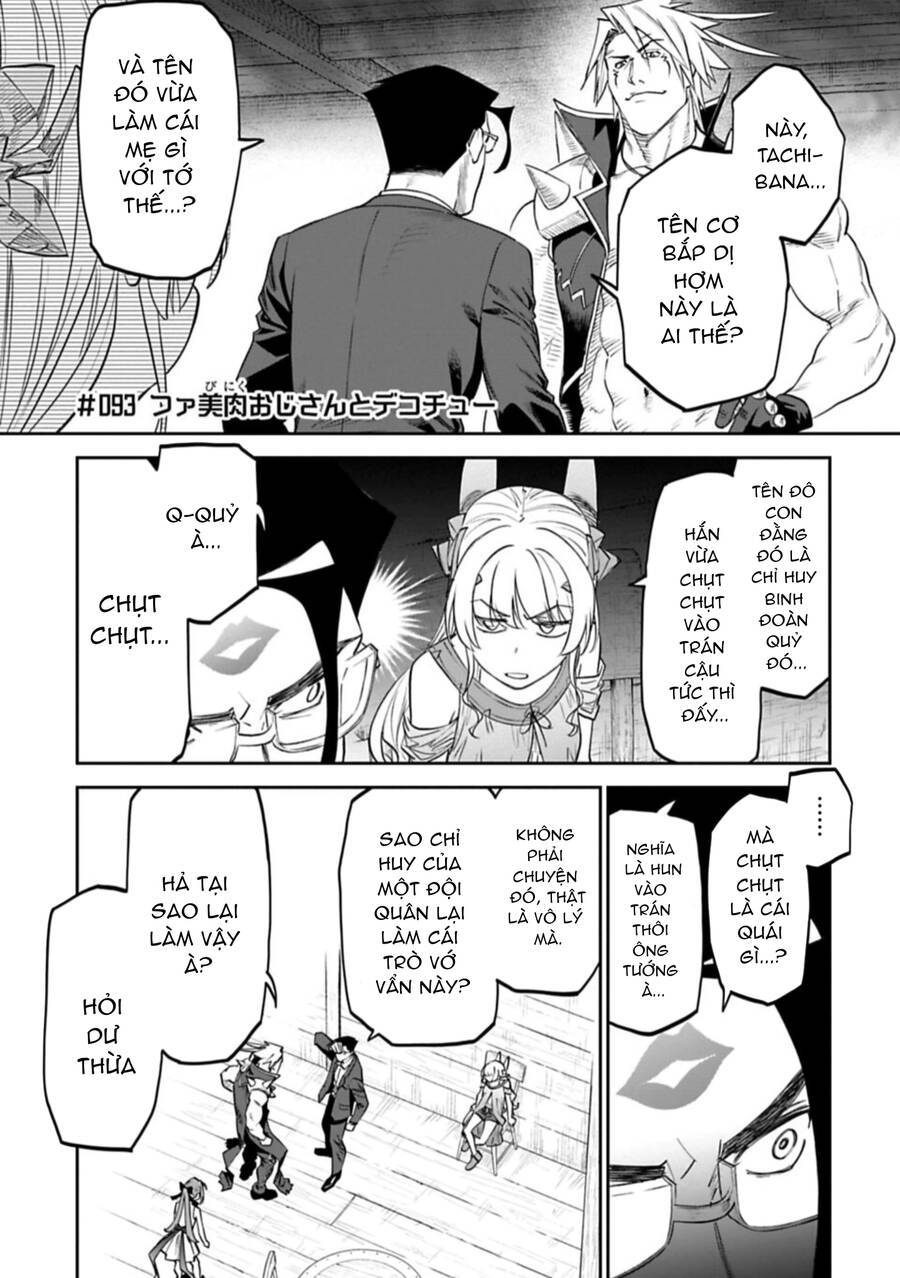 NÀY,
TACHI-
BANA...
TÊN CƠ
BẮP DỊ
HỢM
NÀY LÀ
AI THẾ?
VÀ TÊN
ĐÓ VỪA
LÀM CÁI
MẸ GÌ
VỚI TỚ
THẾ...?
びにく
#093 ファ美肉おじさんとデコチュー
TÊN ĐÔ
CON
ĐẰNG
ĐÓ LÀ
CHỈ HUY
BINH
ĐOÀN
QUỶ
ĐÓ...
HẮN
VỪA
CHỤT
CHỤT
VÀO
TRÁN
CẬU
TỨC THÌ
ĐẤY...
Q-QUỶ
À...
CHỤT
CHỤT...
......
MÀ
CHỤT
CHỤT
LÀ CÁI
QUÁI
GÌ...?
NGHĨA
LÀ HUN
VÀO
TRÁN
THÔI
ÔNG
TƯỚNG
À...
KHÔNG
PHẢI
CHUYỆN
ĐÓ, THẬT
LÀ VÔ LÝ
MÀ.
SAO CHỈ
HUY CỦA
MỘT ĐỘI
QUÂN LẠI
LÀM CÁI
TRÒ VỚ
VẨN NÀY?
HẢ TẠI
SAO LẠI
LÀM VẬY
À?
HỎI
DƯ
THỪA